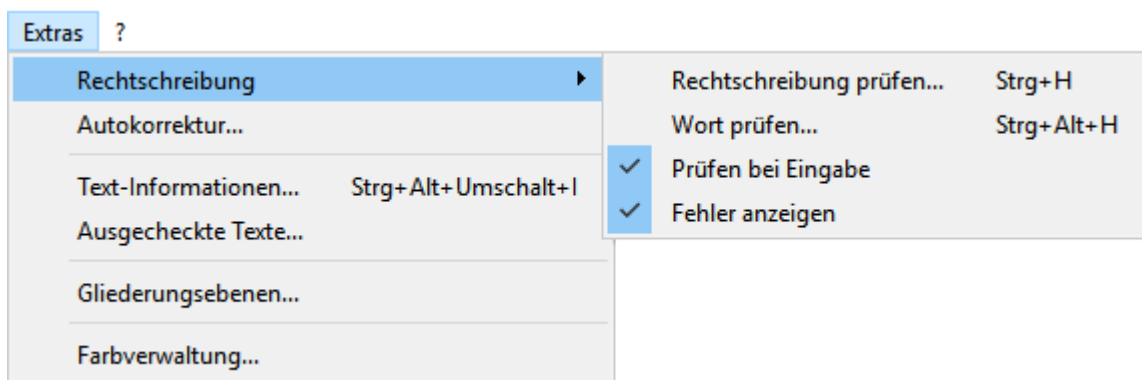 Extras ?
Rechtschreibung
Autokorrektur...
Text-Informationen... Strg+Alt+Umschalt+I
Ausgecheckte Texte...
Gliederungsebenen...
Farbverwaltung...
Rechtschreibung prüfen... Strg+H
Wort prüfen... Strg+Alt+H
Prüfen bei Eingabe
Fehler anzeigen